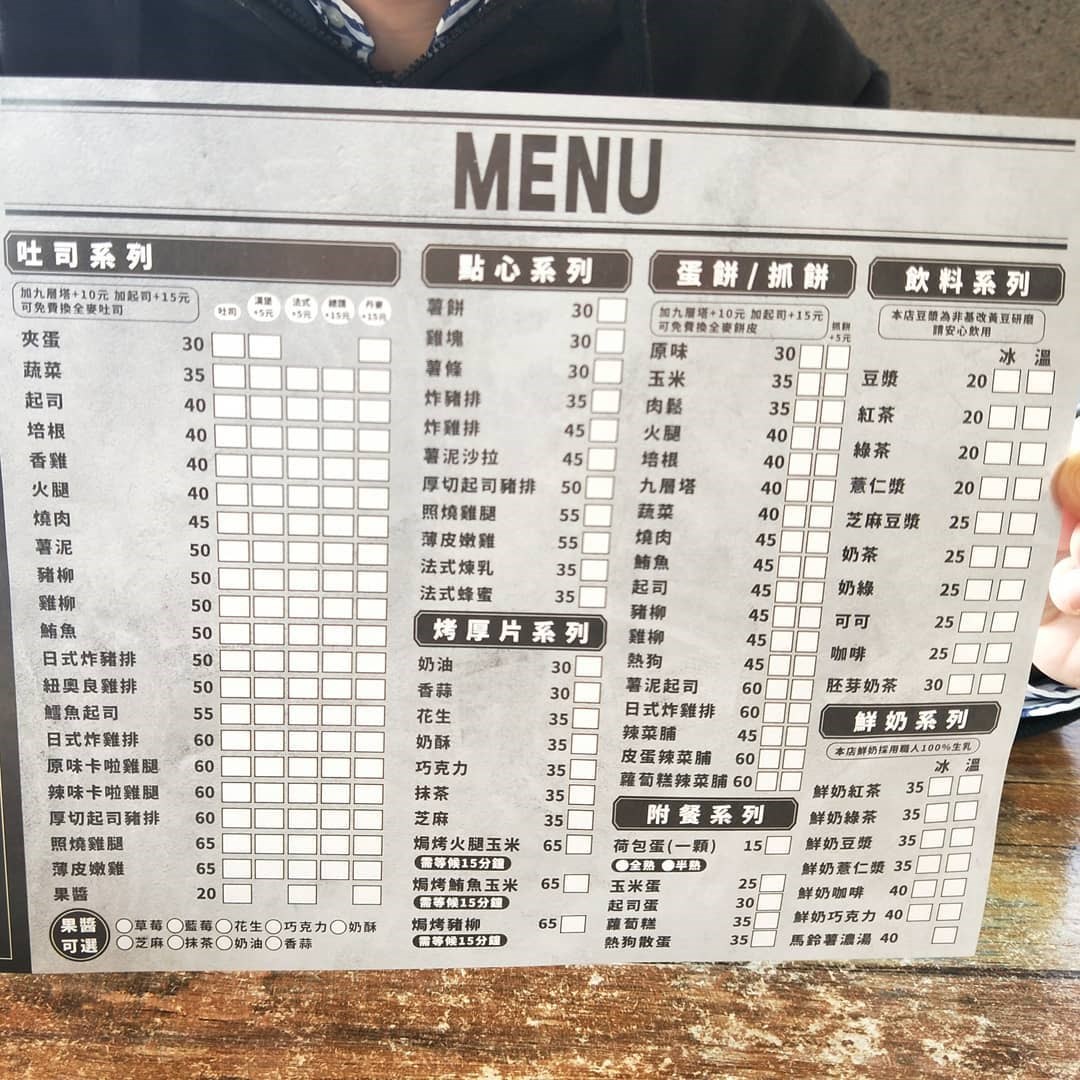 MENU
吐司系列
加九層塔+10元 加起司+15元
可免費換全麥吐司
吐司
漢堡
+5元
法式
+5元
總匯
+15元
丹麥
+15元
夾蛋 30
蔬菜 35
起司 40
培根 40
香雞 40
火腿 40
燒肉 45
薯泥 50
豬柳 50
雞柳 50
鮪魚 50
日式炸豬排 50
紐奧良雞排 50
鱈魚起司 55
日式炸雞排 60
原味卡啦雞腿 60
辣味卡啦雞腿 60
厚切起司豬排 60
照燒雞腿 65
薄皮嫩雞 65
果醬 20
果醬
可選
草莓 藍莓 花生 巧克力 奶酥
芝麻 抹茶 奶油 香蒜
點心系列
薯餅 30
雞塊 30
薯條 30
炸豬排 35
炸雞排 45
薯泥沙拉 45
厚切起司豬排 50
照燒雞腿 55
薄皮嫩雞 55
法式煉乳 35
法式蜂蜜 35
烤厚片系列
奶油 30
香蒜 30
花生 35
奶酥 35
巧克力 35
抹茶 35
芝麻 35
焗烤火腿玉米 65
需等候15分鐘
焗烤鮪魚玉米 65
需等候15分鐘
焗烤豬柳 65
需等候15分鐘
蛋餅/抓餅
加九層塔+10元 加起司+15元
可免費換全麥餅皮
抓餅
+5元
原味 30
玉米 35
肉鬆 35
火腿 40
培根 40
九層塔 40
蔬菜 40
燒肉 45
鮪魚 45
起司 45
豬柳 45
雞柳 45
熱狗 45
薯泥起司 60
日式炸雞排 60
辣菜脯 45
皮蛋辣菜脯 60
蘿蔔糕辣菜脯 60
附餐系列
荷包蛋(一顆) 15
全熟 半熟
玉米蛋 25
起司蛋 30
蘿蔔糕 35
熱狗散蛋 35
飲料系列
本店豆漿為非基改黃豆研磨
請安心飲用
冰 溫
豆漿 20
紅茶 20
綠茶 20
薏仁漿 20
芝麻豆漿 25
奶茶 25
奶綠 25
可可 25
咖啡 25
胚芽奶茶 30
鮮奶系列
本店鮮奶採用職人100%生乳
冰 溫
鮮奶紅茶 35
鮮奶綠茶 35
鮮奶豆漿 35
鮮奶薏仁漿 35
鮮奶咖啡 40
鮮奶巧克力 40
馬鈴薯濃湯 40